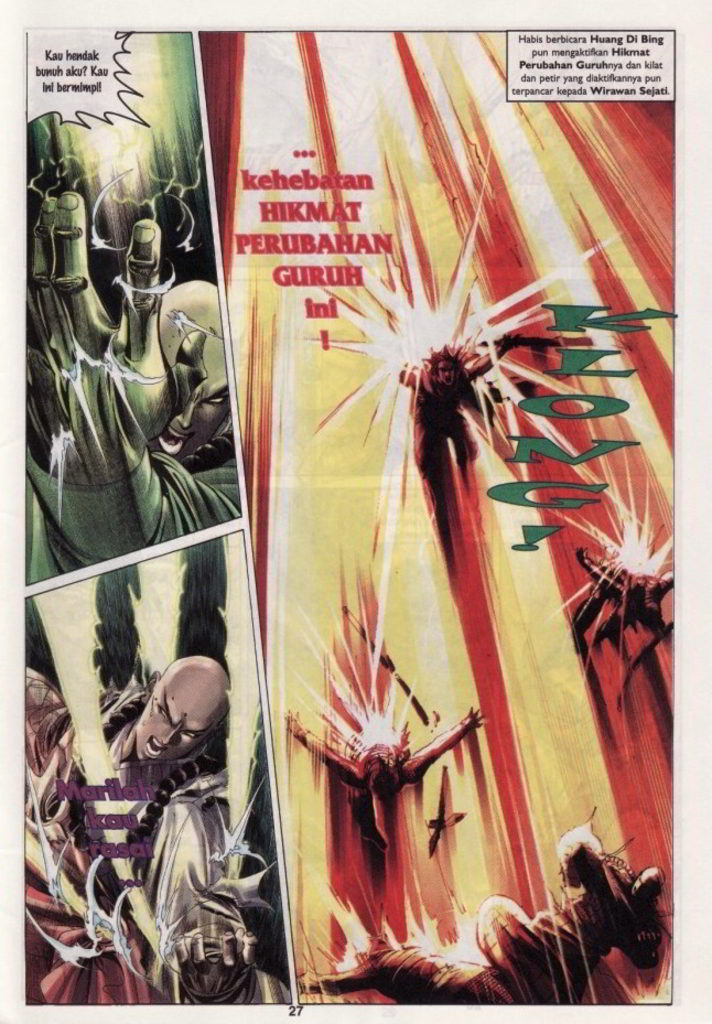 Kau hendak
bunuh aku? Kau
ini bermimpi!
Marilah
kau
rasai
...
...
kehebatan
HIKMAT
PERUBAHAN
GURUH
ini
!
Habis berbicara Huang Di Bing
pun mengaktifkan Hikmat
Perubahan Guruhnya dan kilat
dan petir yang diaktifkannya pun
terpancar kepada Wirawan Sejati.
KLONG!
27